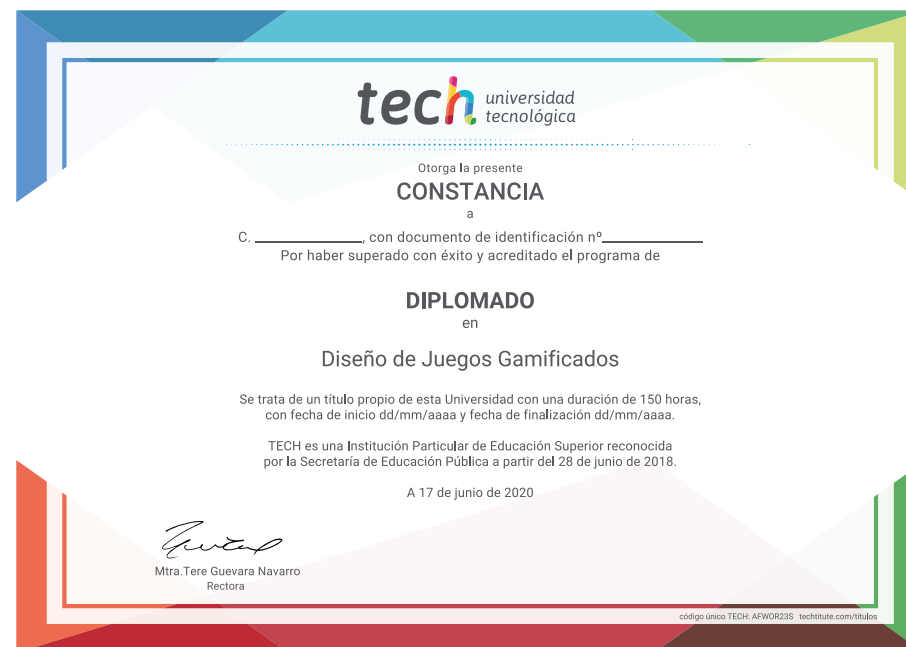 tech universidad
tecnológica
Otorga la presente
CONSTANCIA
a
C. ____________, con documento de identificación nº____________
Por haber superado con éxito y acreditado el programa de
DIPLOMADO
en
Diseño de Juegos Gamificados
Se trata de un título propio de esta Universidad con una duración de 150 horas,
con fecha de inicio dd/mm/aaaa y fecha de finalización dd/mm/aaaa.
TECH es una Institución Particular de Educación Superior reconocida
por la Secretaría de Educación Pública a partir del 28 de junio de 2018.
A 17 de junio de 2020
Mtra.Tere Guevara Navarro
Rectora
código único TECH: AFWOR23S techtitute.com/titulos